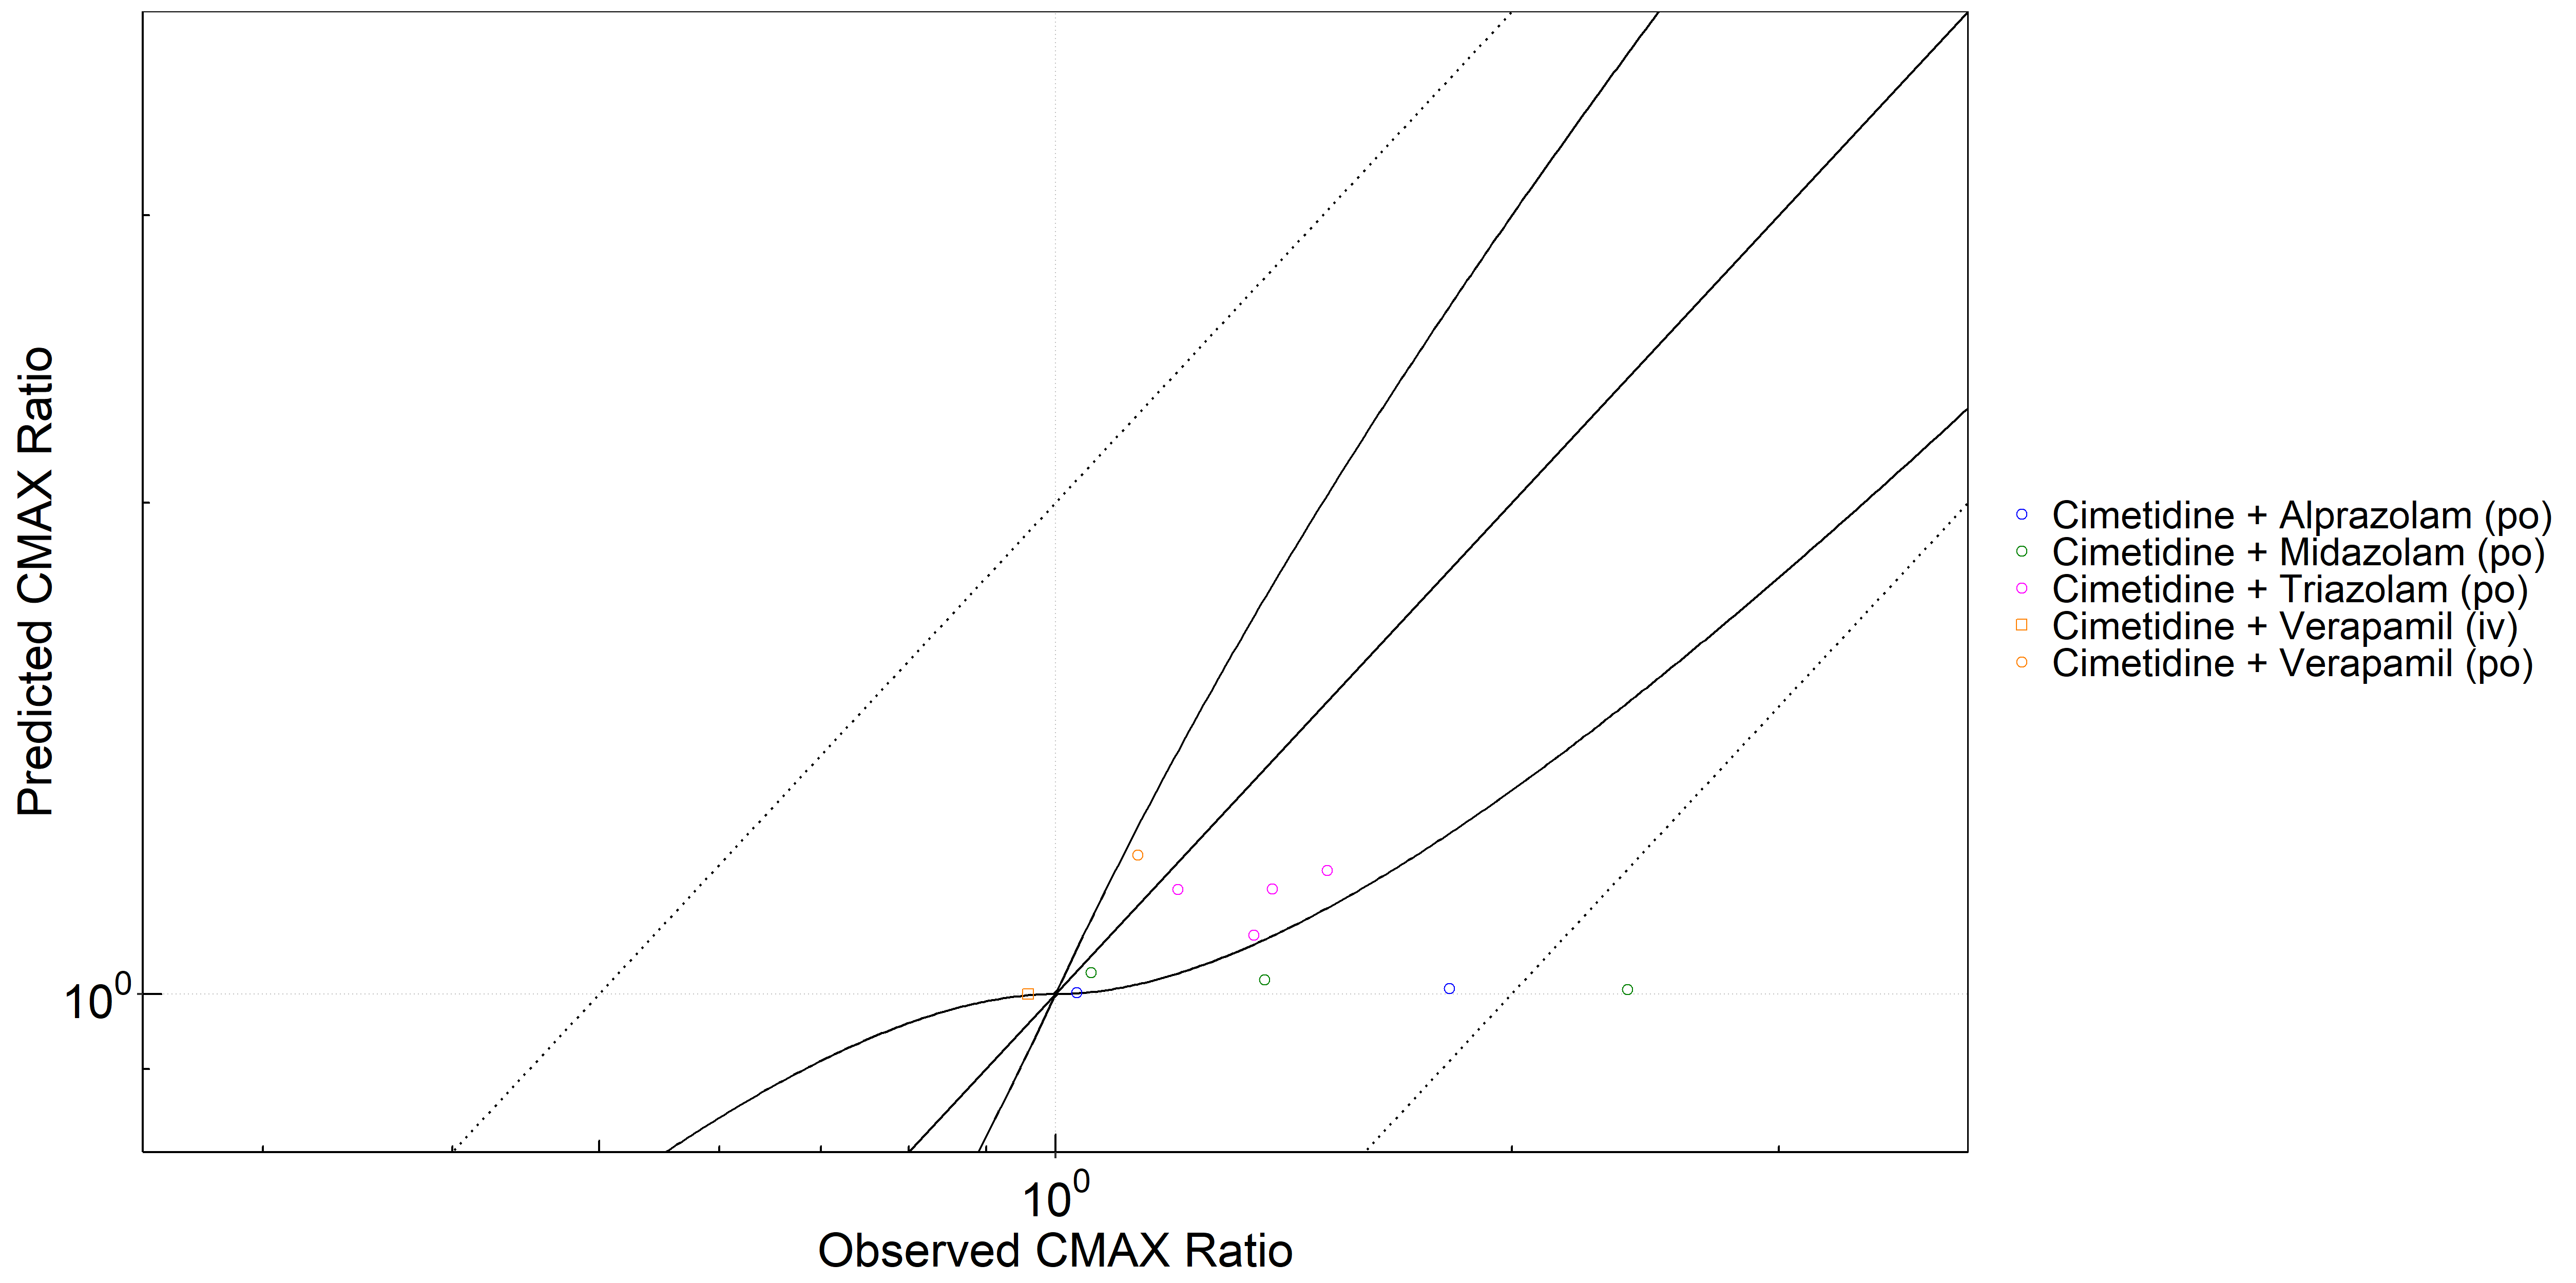 Predicted CMAX Ratio
10⁰
10⁰
Observed CMAX Ratio
Cimetidine + Alprazolam (po)
Cimetidine + Midazolam (po)
Cimetidine + Triazolam (po)
Cimetidine + Verapamil (iv)
Cimetidine + Verapamil (po)